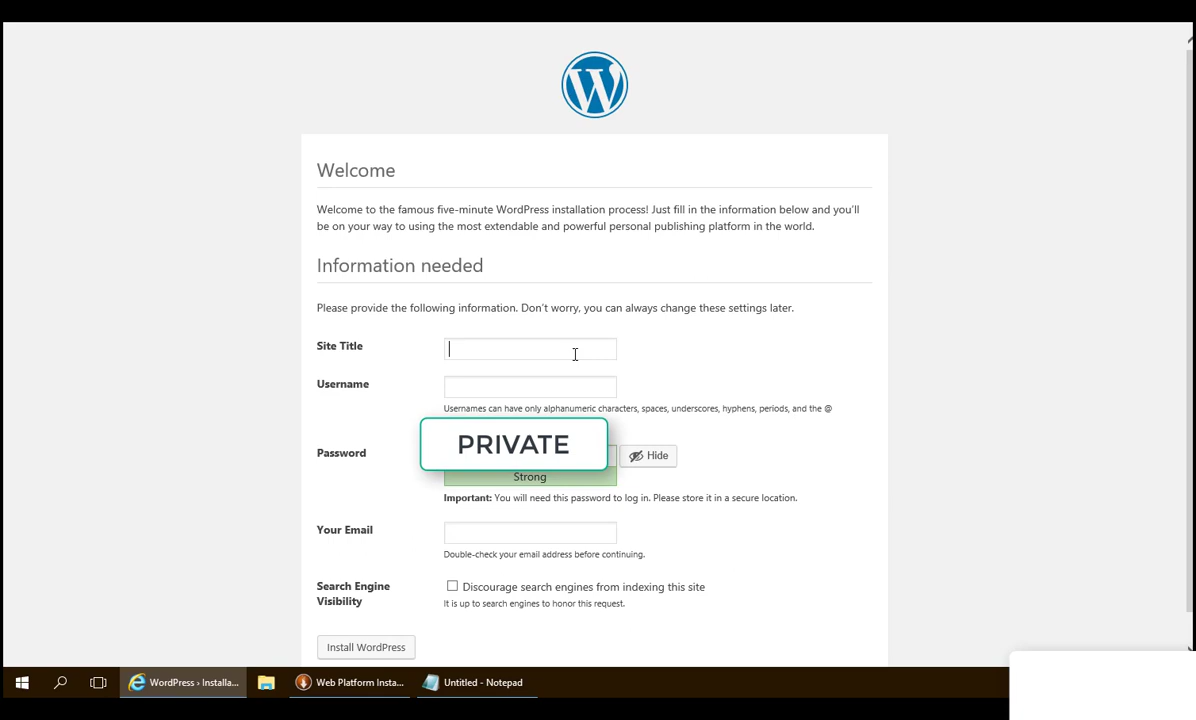 Welcome
Welcome to the famous five-minute WordPress installation process! Just fill in the information below and you'll
be on your way to using the most extendable and powerful personal publishing platform in the world.
Information needed
Please provide the following information. Don't worry, you can always change these settings later.
Site Title
Username
Usernames can have only alphanumeric characters, spaces, underscores, hyphens, periods, and the @
Password
PRIVATE
Hide
Strong
Important: You will need this password to log in. Please store it in a secure location.
Your Email
Double-check your email address before continuing.
Search Engine
Visibility
Discourage search engines from indexing this site
It is up to search engines to honor this request.
Install WordPress
WordPress › Installa...
Web Platform Insta...
Untitled - Notepad